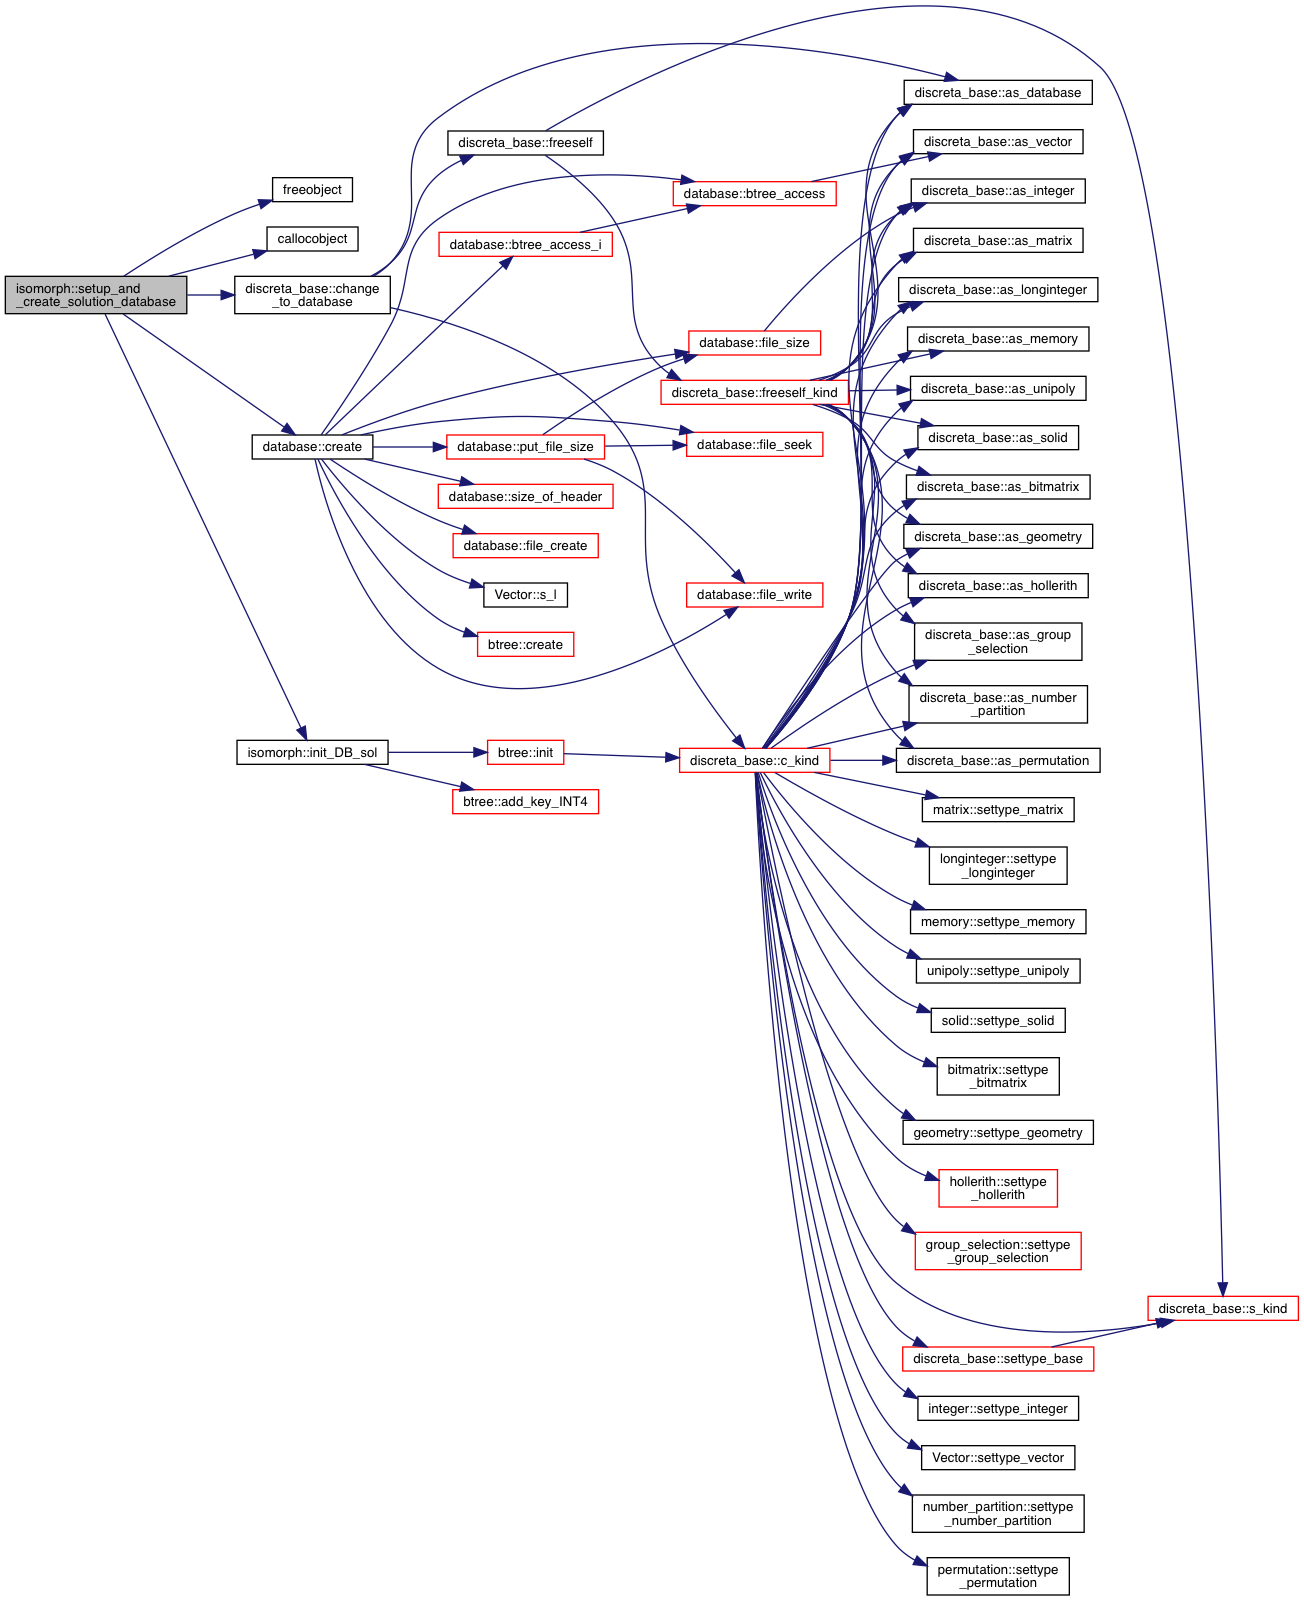 isomorph::setup_and
_create_solution_database
freeobject
callocobject
discreta_base::change
_to_database
database::create
isomorph::init_DB_sol
discreta_base::freeself
database::btree_access_i
database::put_file_size
database::size_of_header
database::file_create
Vector::s_l
btree::create
btree::init
btree::add_key_INT4
database::btree_access
database::file_size
discreta_base::freeself_kind
database::file_seek
database::file_write
discreta_base::c_kind
discreta_base::as_database
discreta_base::as_vector
discreta_base::as_integer
discreta_base::as_matrix
discreta_base::as_longinteger
discreta_base::as_memory
discreta_base::as_unipoly
discreta_base::as_solid
discreta_base::as_bitmatrix
discreta_base::as_geometry
discreta_base::as_hollerith
discreta_base::as_group
_selection
discreta_base::as_number
_partition
discreta_base::as_permutation
matrix::settype_matrix
longinteger::settype
_longinteger
memory::settype_memory
unipoly::settype_unipoly
solid::settype_solid
bitmatrix::settype
_bitmatrix
geometry::settype_geometry
hollerith::settype
_hollerith
group_selection::settype
_group_selection
discreta_base::settype_base
integer::settype_integer
Vector::settype_vector
number_partition::settype
_number_partition
permutation::settype
_permutation
discreta_base::s_kind